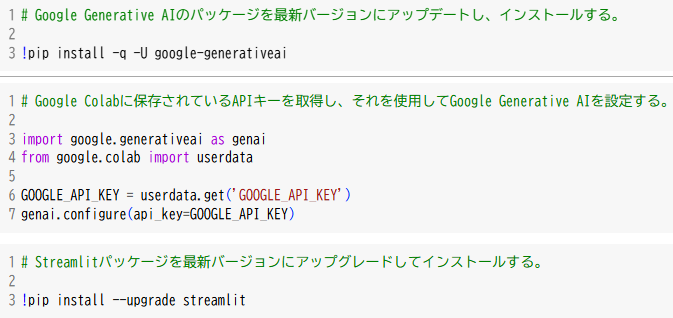 1 # Google Generative AIのパッケージを最新バージョンにアップデートし、インストールする。
2
3 !pip install -q -U google-generativeai
1 # Google Colabに保存されているAPIキーを取得し、それを使用してGoogle Generative AIを設定する。
2
3 import google.generativeai as genai
4 from google.colab import userdata
5
6 GOOGLE_API_KEY = userdata.get('GOOGLE_API_KEY')
7 genai.configure(api_key=GOOGLE_API_KEY)
1 # Streamlitパッケージを最新バージョンにアップグレードしてインストールする。
2
3 !pip install --upgrade streamlit